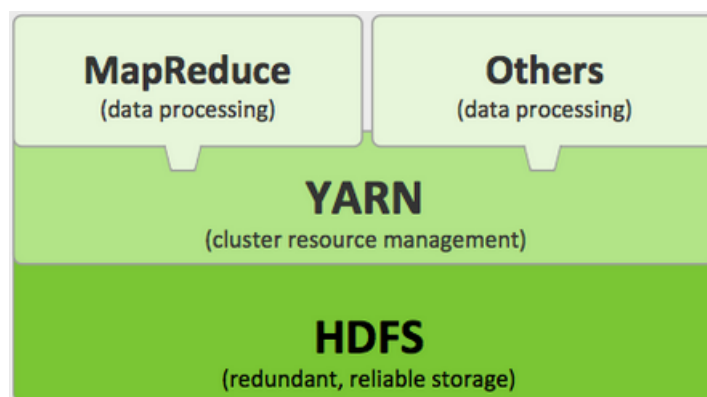 MapReduce
(data processing)
Others
(data processing)
YARN
(cluster resource management)
HDFS
(redundant, reliable storage)